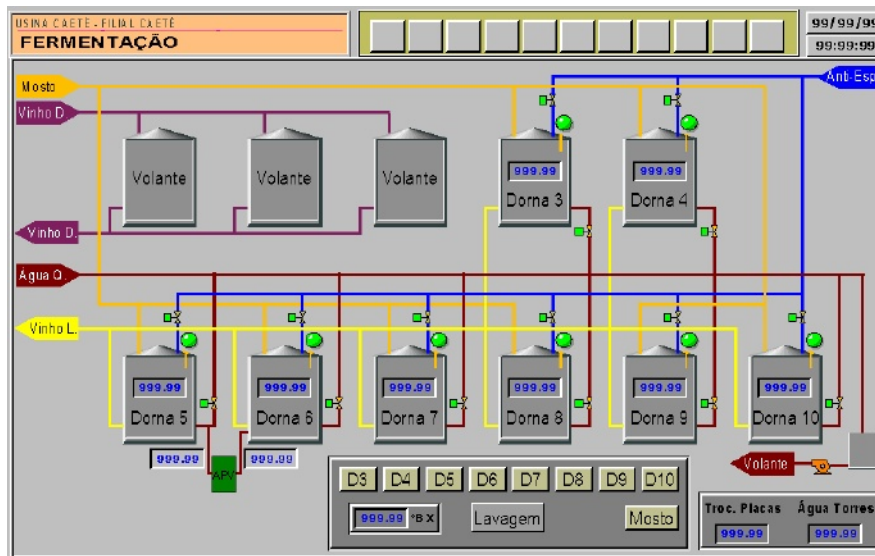 USINA CAETE - FILIAL CAETÉ
FERMENTAÇÃO
99/99/99
99:99:99
Mosto
Anti-Esp
Vinho D.
Volante
Volante
Volante
999.99
Dorna 3
999.99
Dorna 4
Vinho D.
Água Q.
Vinho L.
999.99
Dorna 5
999.99
Dorna 6
999.99
Dorna 7
999.99
Dorna 8
999.99
Dorna 9
999.99
Dorna 10
999.99
APV
999.99
Volante
D3 D4 D5 D6 D7 D8 D9 D10
999.99 °B X
Lavagem
Mosto
Troc. Placas Água Torres
999.99 999.99